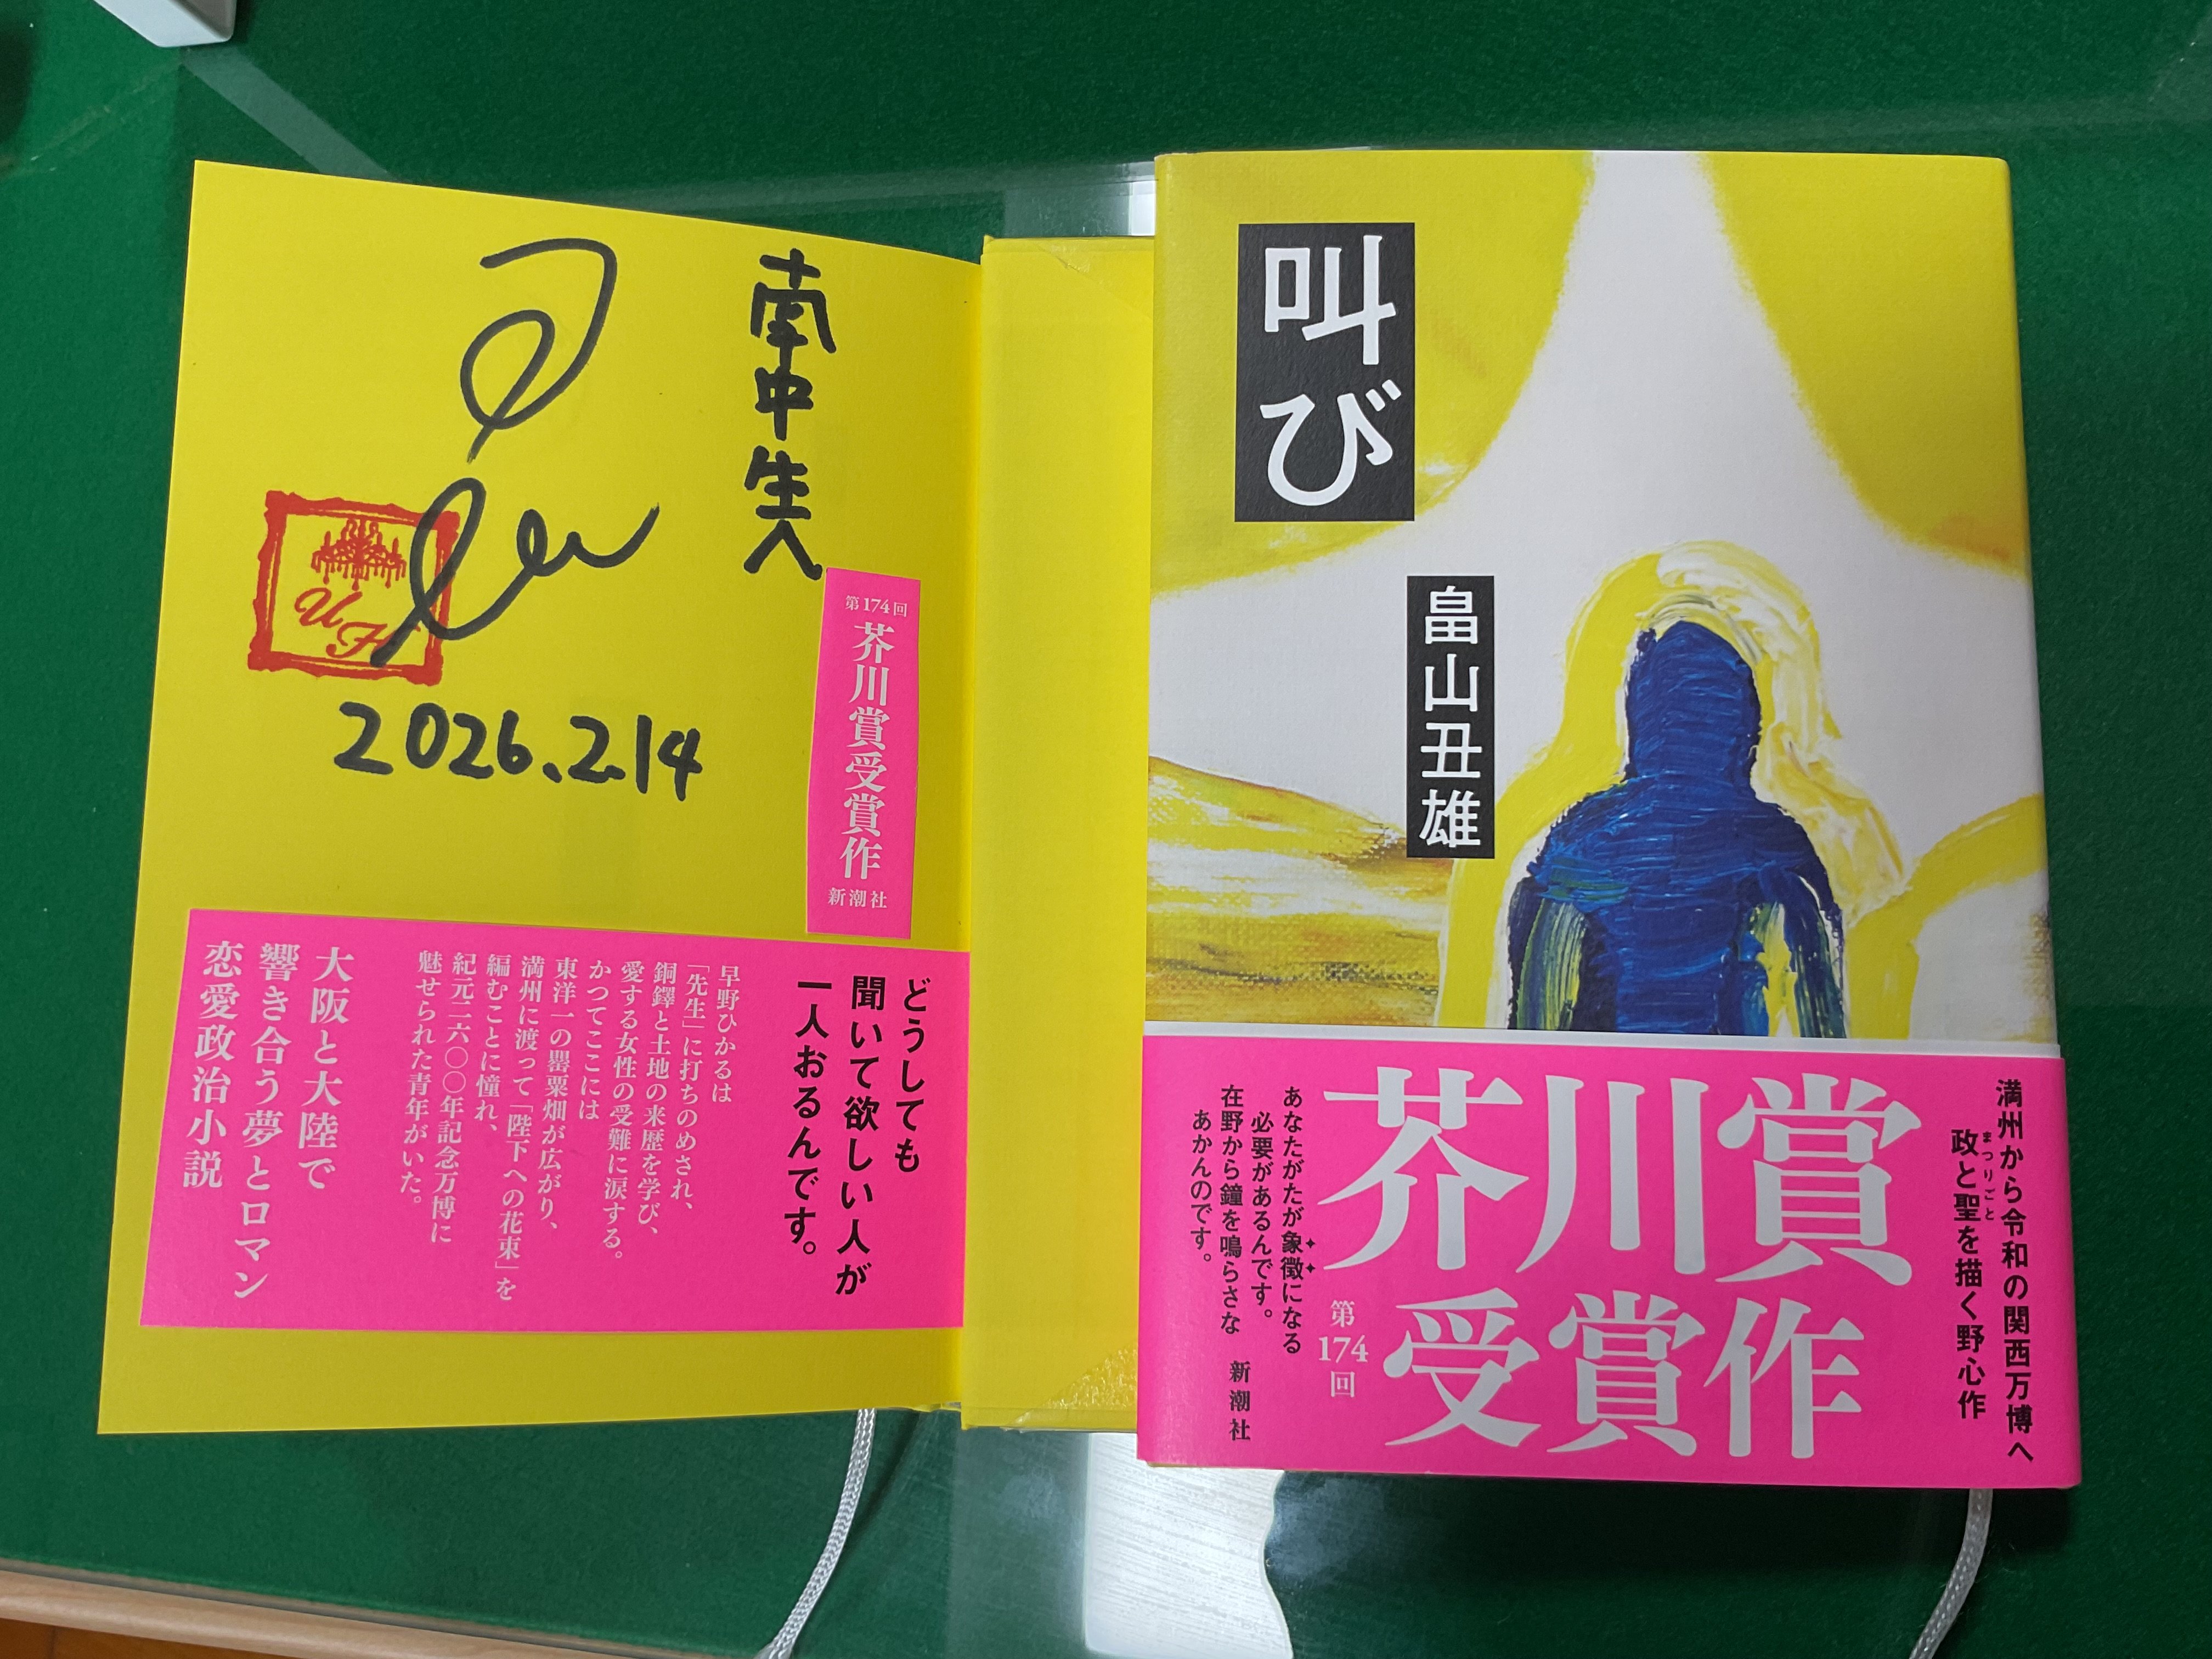 南中生人
2026.2.14
U
H
第174回
芥川賞受賞作
新潮社
どうしても
聞いて欲しい人が
一人おるんです。
早野ひかるは
「先生」に打ちのめされ、
銅鐸と土地の来歴を学び、
愛する女性の受難に涙する。
かつてここには
東洋一の罌粟畑が広がり、
満州に渡って「陛下への花束」を
編むことに憧れ、
紀元二六〇〇年記念万博に
魅せられた青年がいた。
大阪と大陸で
響き合う夢とロマン
恋愛政治小説
叫び
畠山丑雄
満州から令和の関西万博へ
政と聖を描く野心作
まつりごと
芥川賞
受賞作
第
174
回
あなたがたが象徴になる
必要があるんです。
在野から鐘を鳴らさな
あかんのです。
新潮社